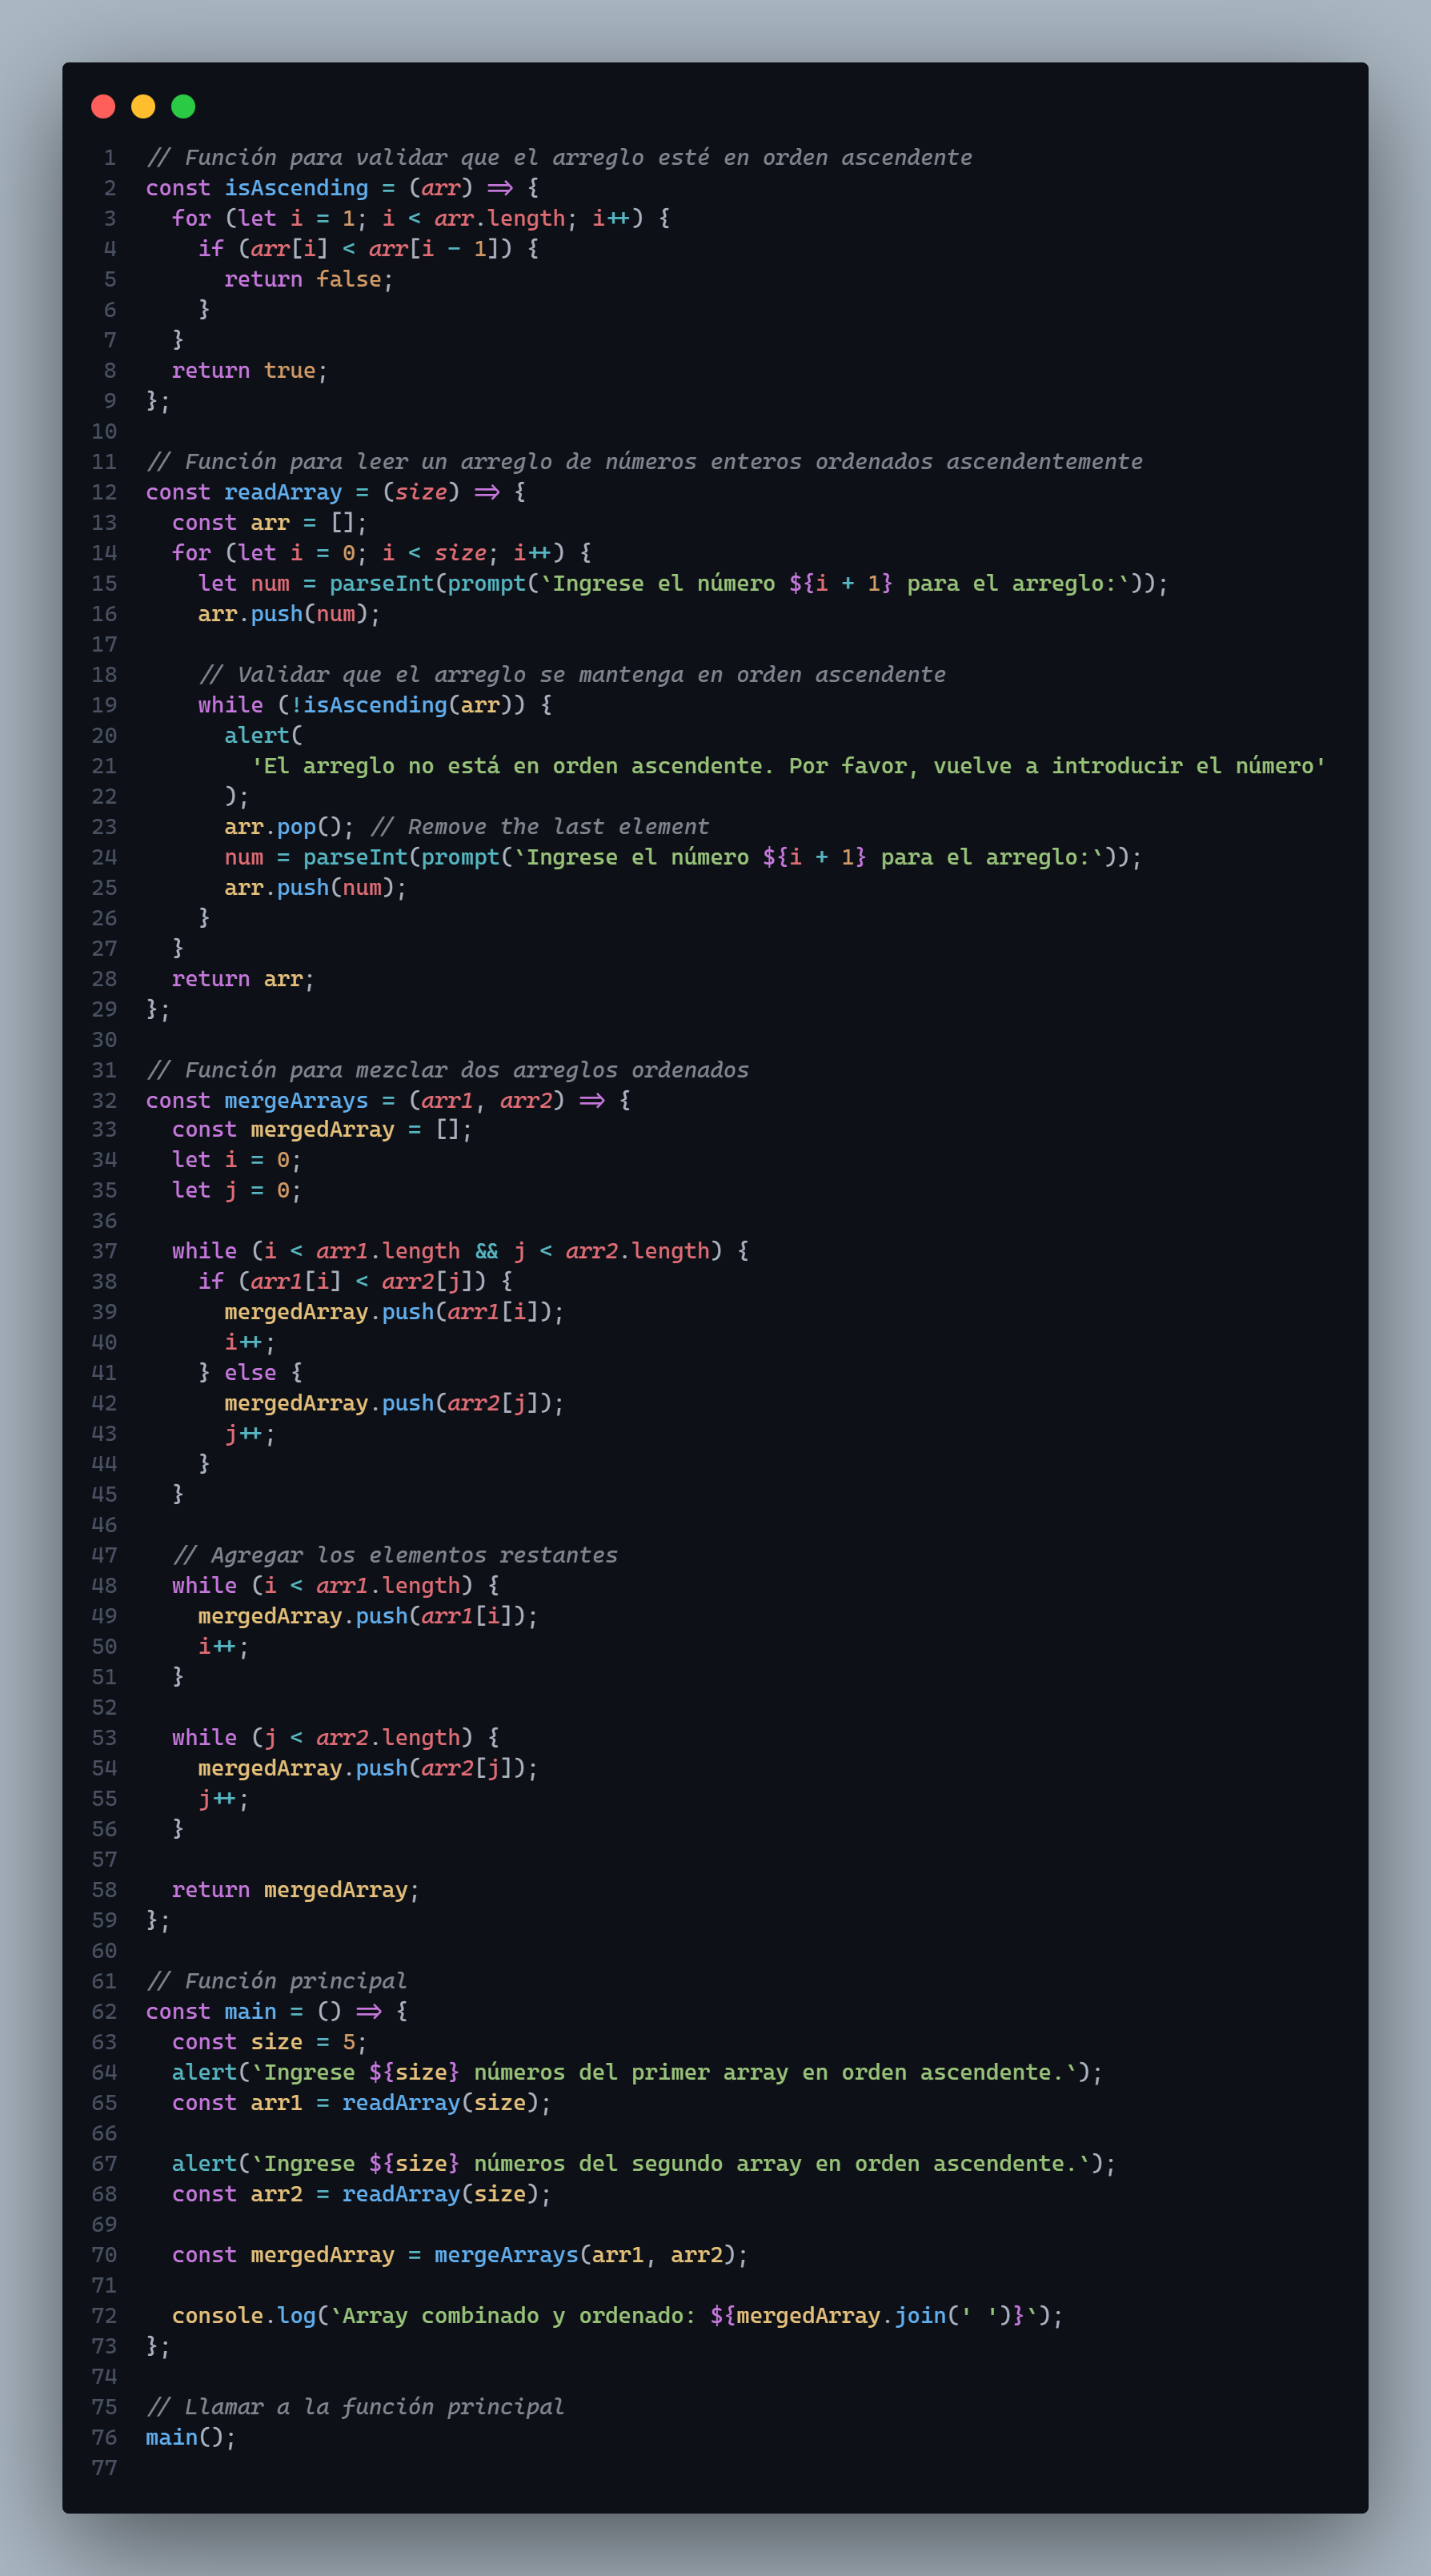 1 // Función para validar que el arreglo esté en orden ascendente
2 const isAscending = (arr) => {
3   for (let i = 1; i < arr.length; i++) {
4     if (arr[i] < arr[i - 1]) {
5       return false;
6     }
7   }
8   return true;
9 };
10
11 // Función para leer un arreglo de números enteros ordenados ascendentemente
12 const readArray = (size) => {
13   const arr = [];
14   for (let i = 0; i < size; i++) {
15     let num = parseInt(prompt(`Ingrese el número ${i + 1} para el arreglo:`));
16     arr.push(num);
17
18     // Validar que el arreglo se mantenga en orden ascendente
19     while (!isAscending(arr)) {
20       alert(
21         'El arreglo no está en orden ascendente. Por favor, vuelve a introducir el número'
22       );
23       arr.pop(); // Remove the last element
24       num = parseInt(prompt(`Ingrese el número ${i + 1} para el arreglo:`));
25       arr.push(num);
26     }
27   }
28   return arr;
29 };
30
31 // Función para mezclar dos arreglos ordenados
32 const mergeArrays = (arr1, arr2) => {
33   const mergedArray = [];
34   let i = 0;
35   let j = 0;
36
37   while (i < arr1.length && j < arr2.length) {
38     if (arr1[i] < arr2[j]) {
39       mergedArray.push(arr1[i]);
40       i++;
41     } else {
42       mergedArray.push(arr2[j]);
43       j++;
44     }
45   }
46
47   // Agregar los elementos restantes
48   while (i < arr1.length) {
49     mergedArray.push(arr1[i]);
50     i++;
51   }
52
53   while (j < arr2.length) {
54     mergedArray.push(arr2[j]);
55     j++;
56   }
57
58   return mergedArray;
59 };
60
61 // Función principal
62 const main = () => {
63   const size = 5;
64   alert(`Ingrese ${size} números del primer array en orden ascendente.`);
65   const arr1 = readArray(size);
66
67   alert(`Ingrese ${size} números del segundo array en orden ascendente.`);
68   const arr2 = readArray(size);
69
70   const mergedArray = mergeArrays(arr1, arr2);
71
72   console.log(`Array combinado y ordenado: ${mergedArray.join(' ')}`);
73 };
74
75 // Llamar a la función principal
76 main();
77